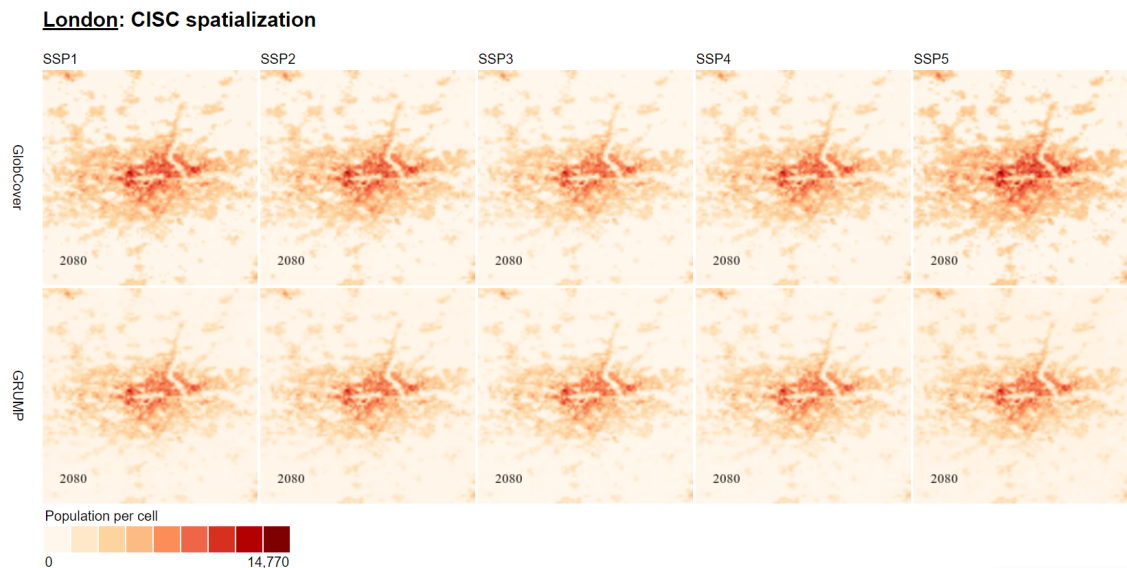 London: CISC spatialization
SSP1 SSP2 SSP3 SSP4 SSP5
GlobCover
2080 2080 2080 2080 2080
GRUMP
2080 2080 2080 2080 2080
Population per cell
0 14,770